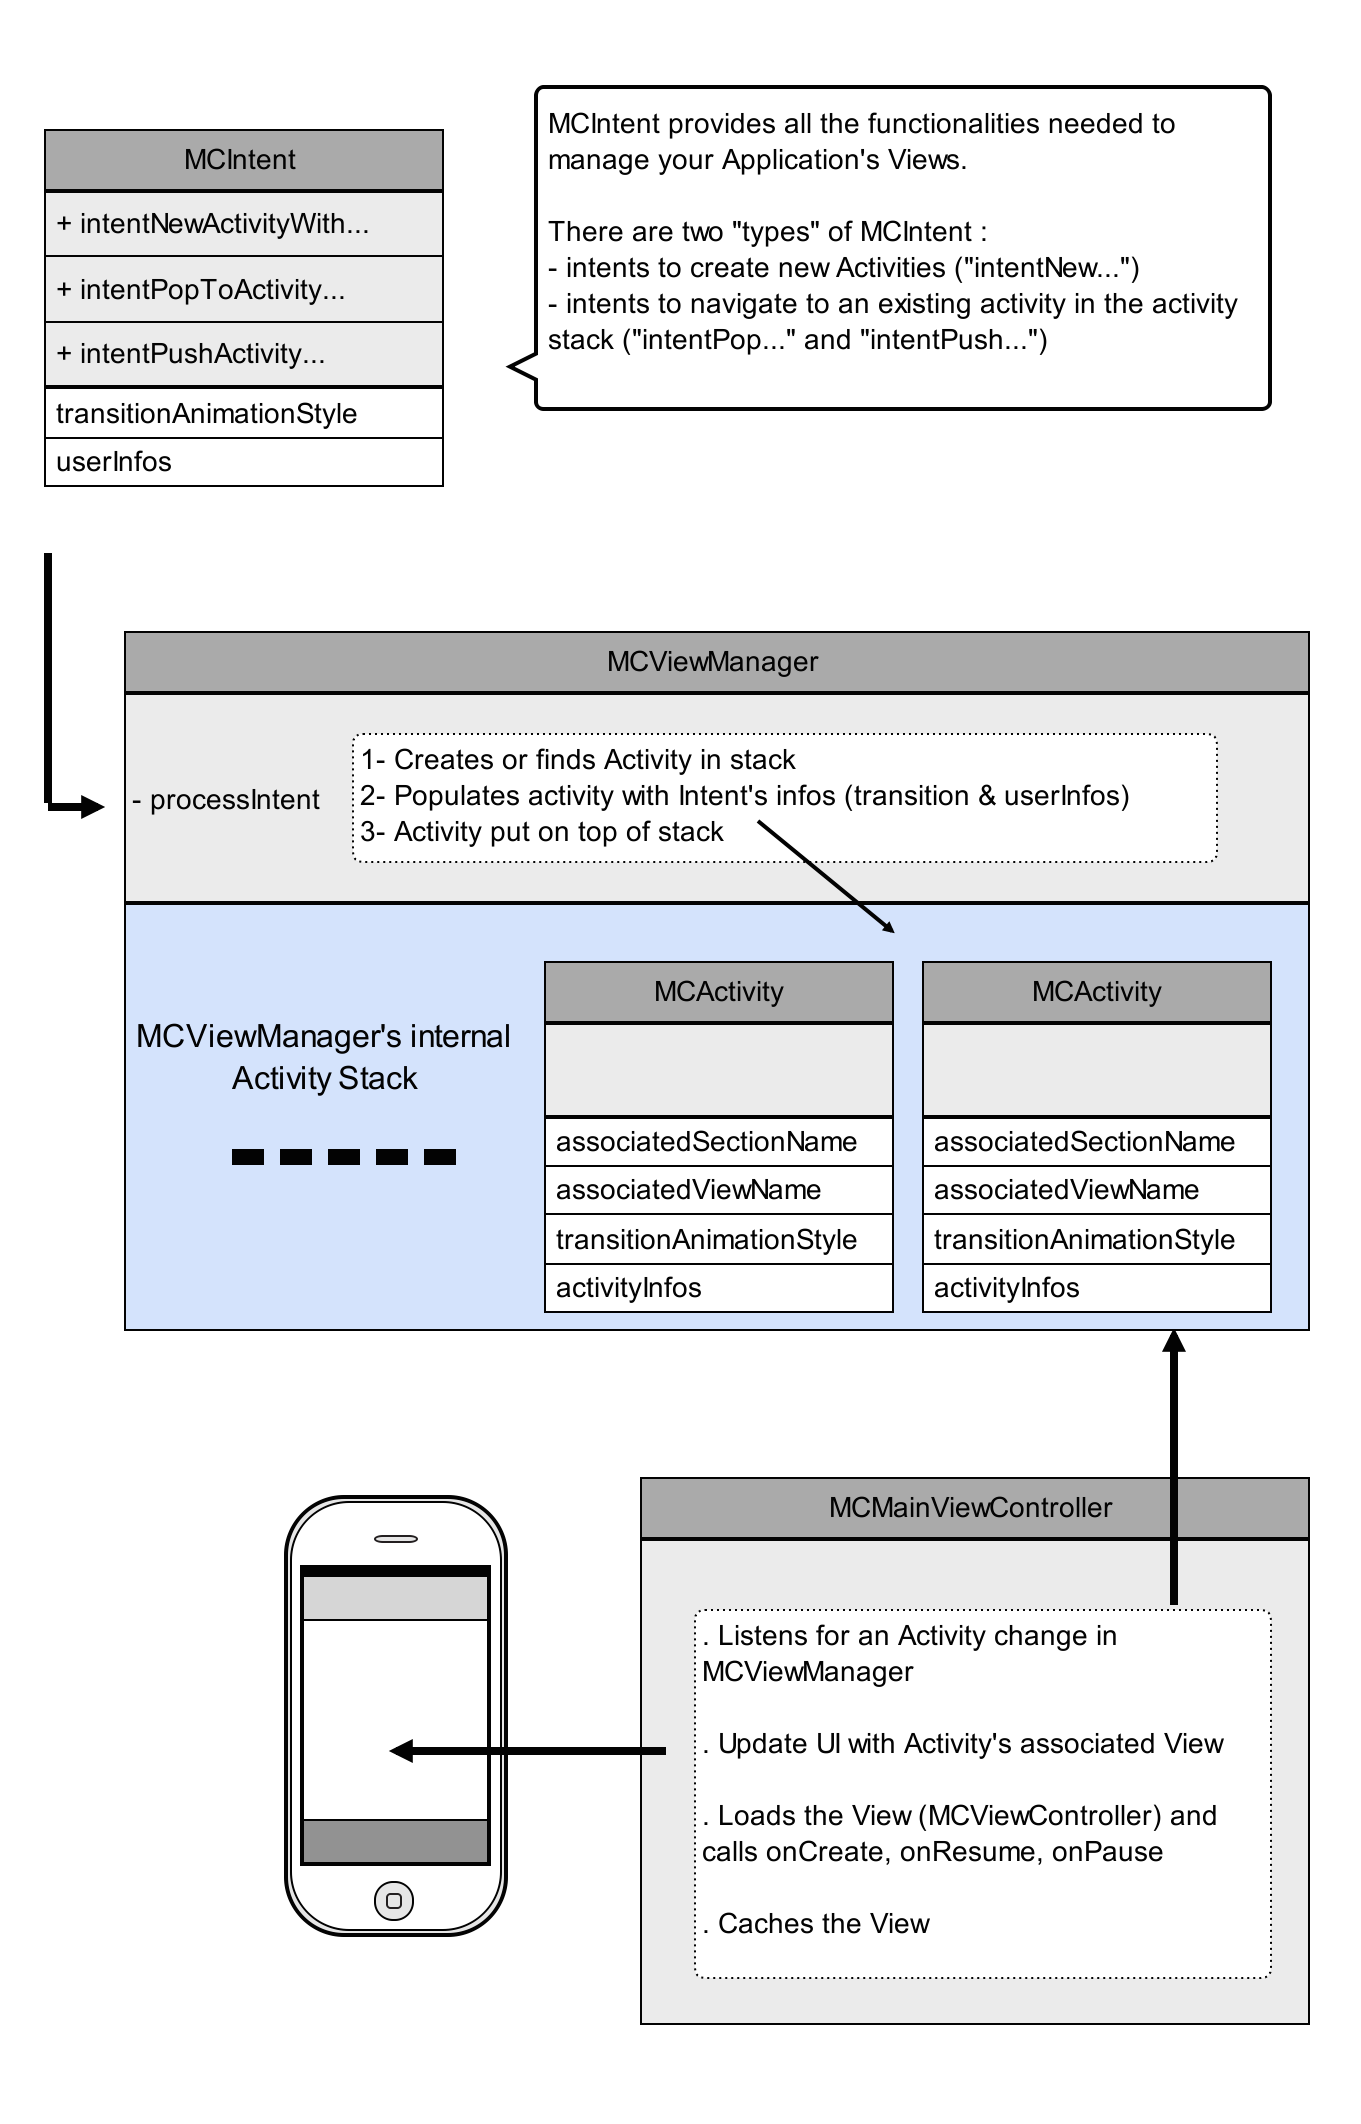 MCIntent
+ intentNewActivityWith...
+ intentPopToActivity...
+ intentPushActivity...
transitionAnimationStyle
userInfos
MCIntent provides all the functionalities needed to
manage your Application's Views.
There are two "types" of MCIntent :
- intents to create new Activities ("intentNew...")
- intents to navigate to an existing activity in the activity
stack ("intentPop..." and "intentPush...")
MCViewManager
- processIntent
1- Creates or finds Activity in stack
2- Populates activity with Intent's infos (transition & userInfos)
3- Activity put on top of stack
MCViewManager's internal
Activity Stack
MCActivity
associatedSectionName
associatedViewName
transitionAnimationStyle
activityInfos
MCActivity
associatedSectionName
associatedViewName
transitionAnimationStyle
activityInfos
MCMainViewController
. Listens for an Activity change in
MCViewManager
. Update UI with Activity's associated View
. Loads the View (MCViewController) and
calls onCreate, onResume, onPause
. Caches the View